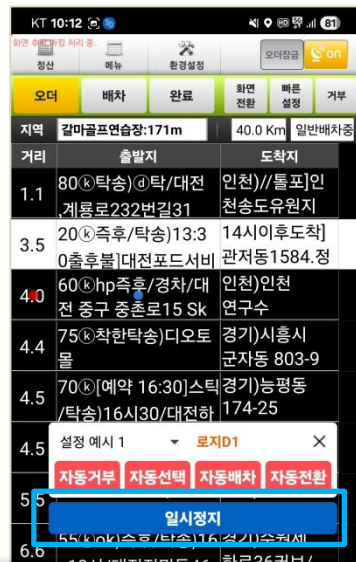 KT 10:12 81
화면 추적 마킹 처리 중..
정산 메뉴 환경설정 오더잠금 on
오더 배차 완료 화면전환 빠른설정 거부
지역 갈마골프연습장:171m 40.0 Km 일반배차중
거리 출발지 도착지
1.1 80ⓚ탁송)ⓓ탁/대전 인천)//톨포]인
,계룡로232번길31 천송도유원지
3.5 20ⓚ즉후/탁송)13:3 14시이후도착]
0출후불]대전포드서비 관저동1584.정
4.0 60ⓚhp즉후/경차/대 인천)인천
전 중구 중촌로15 Sk 연구수
4.4 75ⓚ착한탁송)디오토 경기)시흥시
몰 군자동 803-9
4.5 70ⓚ[예약 16:30]스틱 경기)능평동
/탁송)16시30/대전하 174-25
4.5 설정 예시 1 로지D1
자동거부 자동선택 자동배차 자동전환
5.5 일시정지
6.6